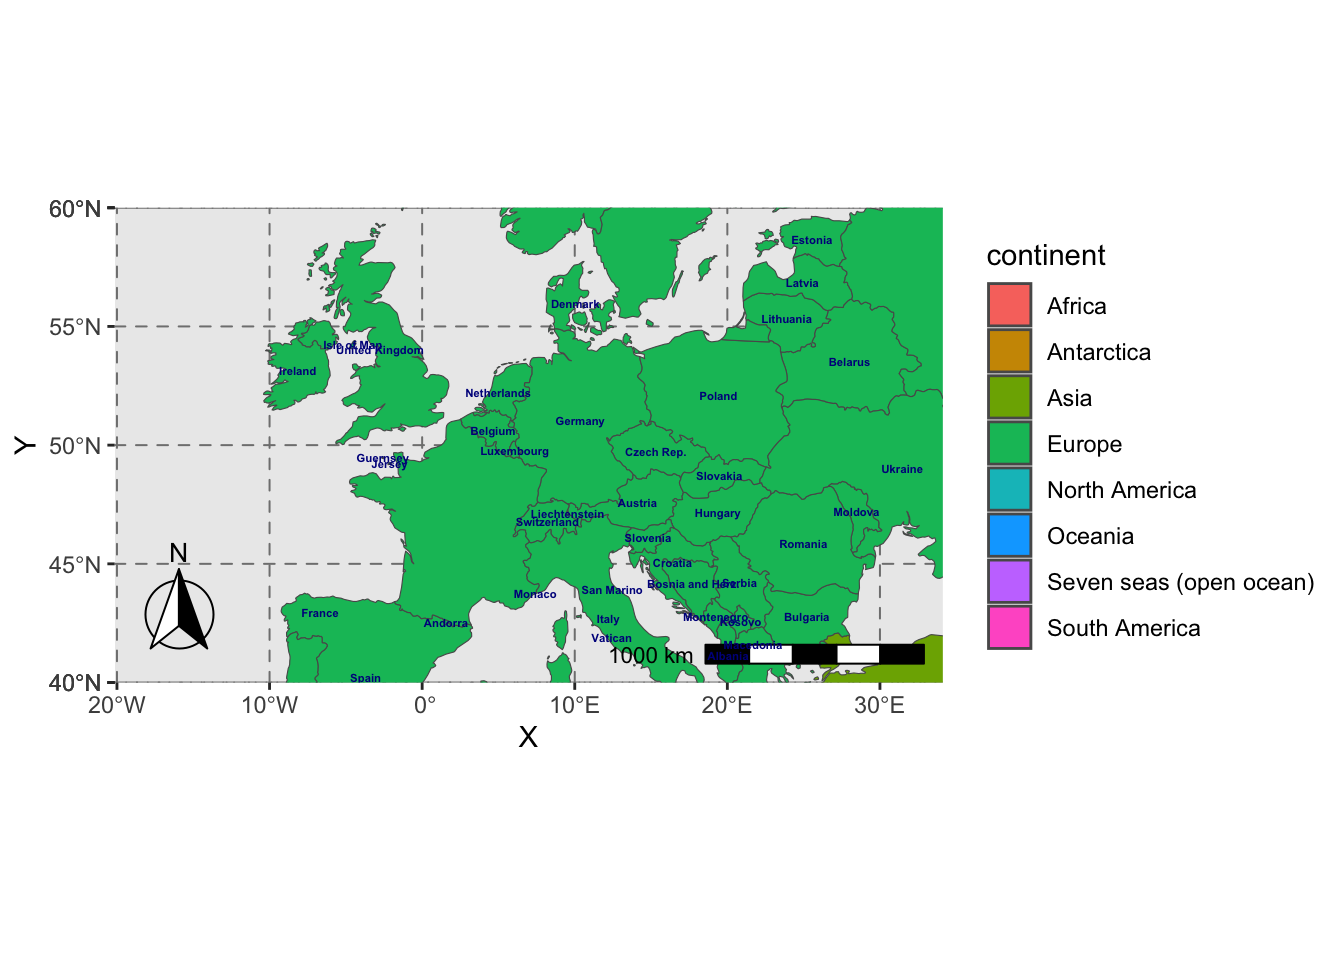 60°N
55°N
50°N
45°N
40°N
Y
Estonia
Latvia
Denmark
Lithuania
Isle of Man
United Kingdom
Belarus
Ireland
Netherlands
Poland
Germany
Belgium
Luxembourg
Czech Rep.
Guernsey
Jersey
Ukraine
Slovakia
Austria
Liechtenstein
Hungary
Moldova
Switzerland
Slovenia
Romania
Croatia
Bosnia and Herz.
Serbia
San Marino
Monaco
France
Italy
Montenegro
Bulgaria
Andorra
Kosovo
Vatican
Macedonia
Albania
Spain
N
1000 km
20°W
10°W
0°
10°E
20°E
30°E
X
continent
Africa
Antarctica
Asia
Europe
North America
Oceania
Seven seas (open ocean)
South America